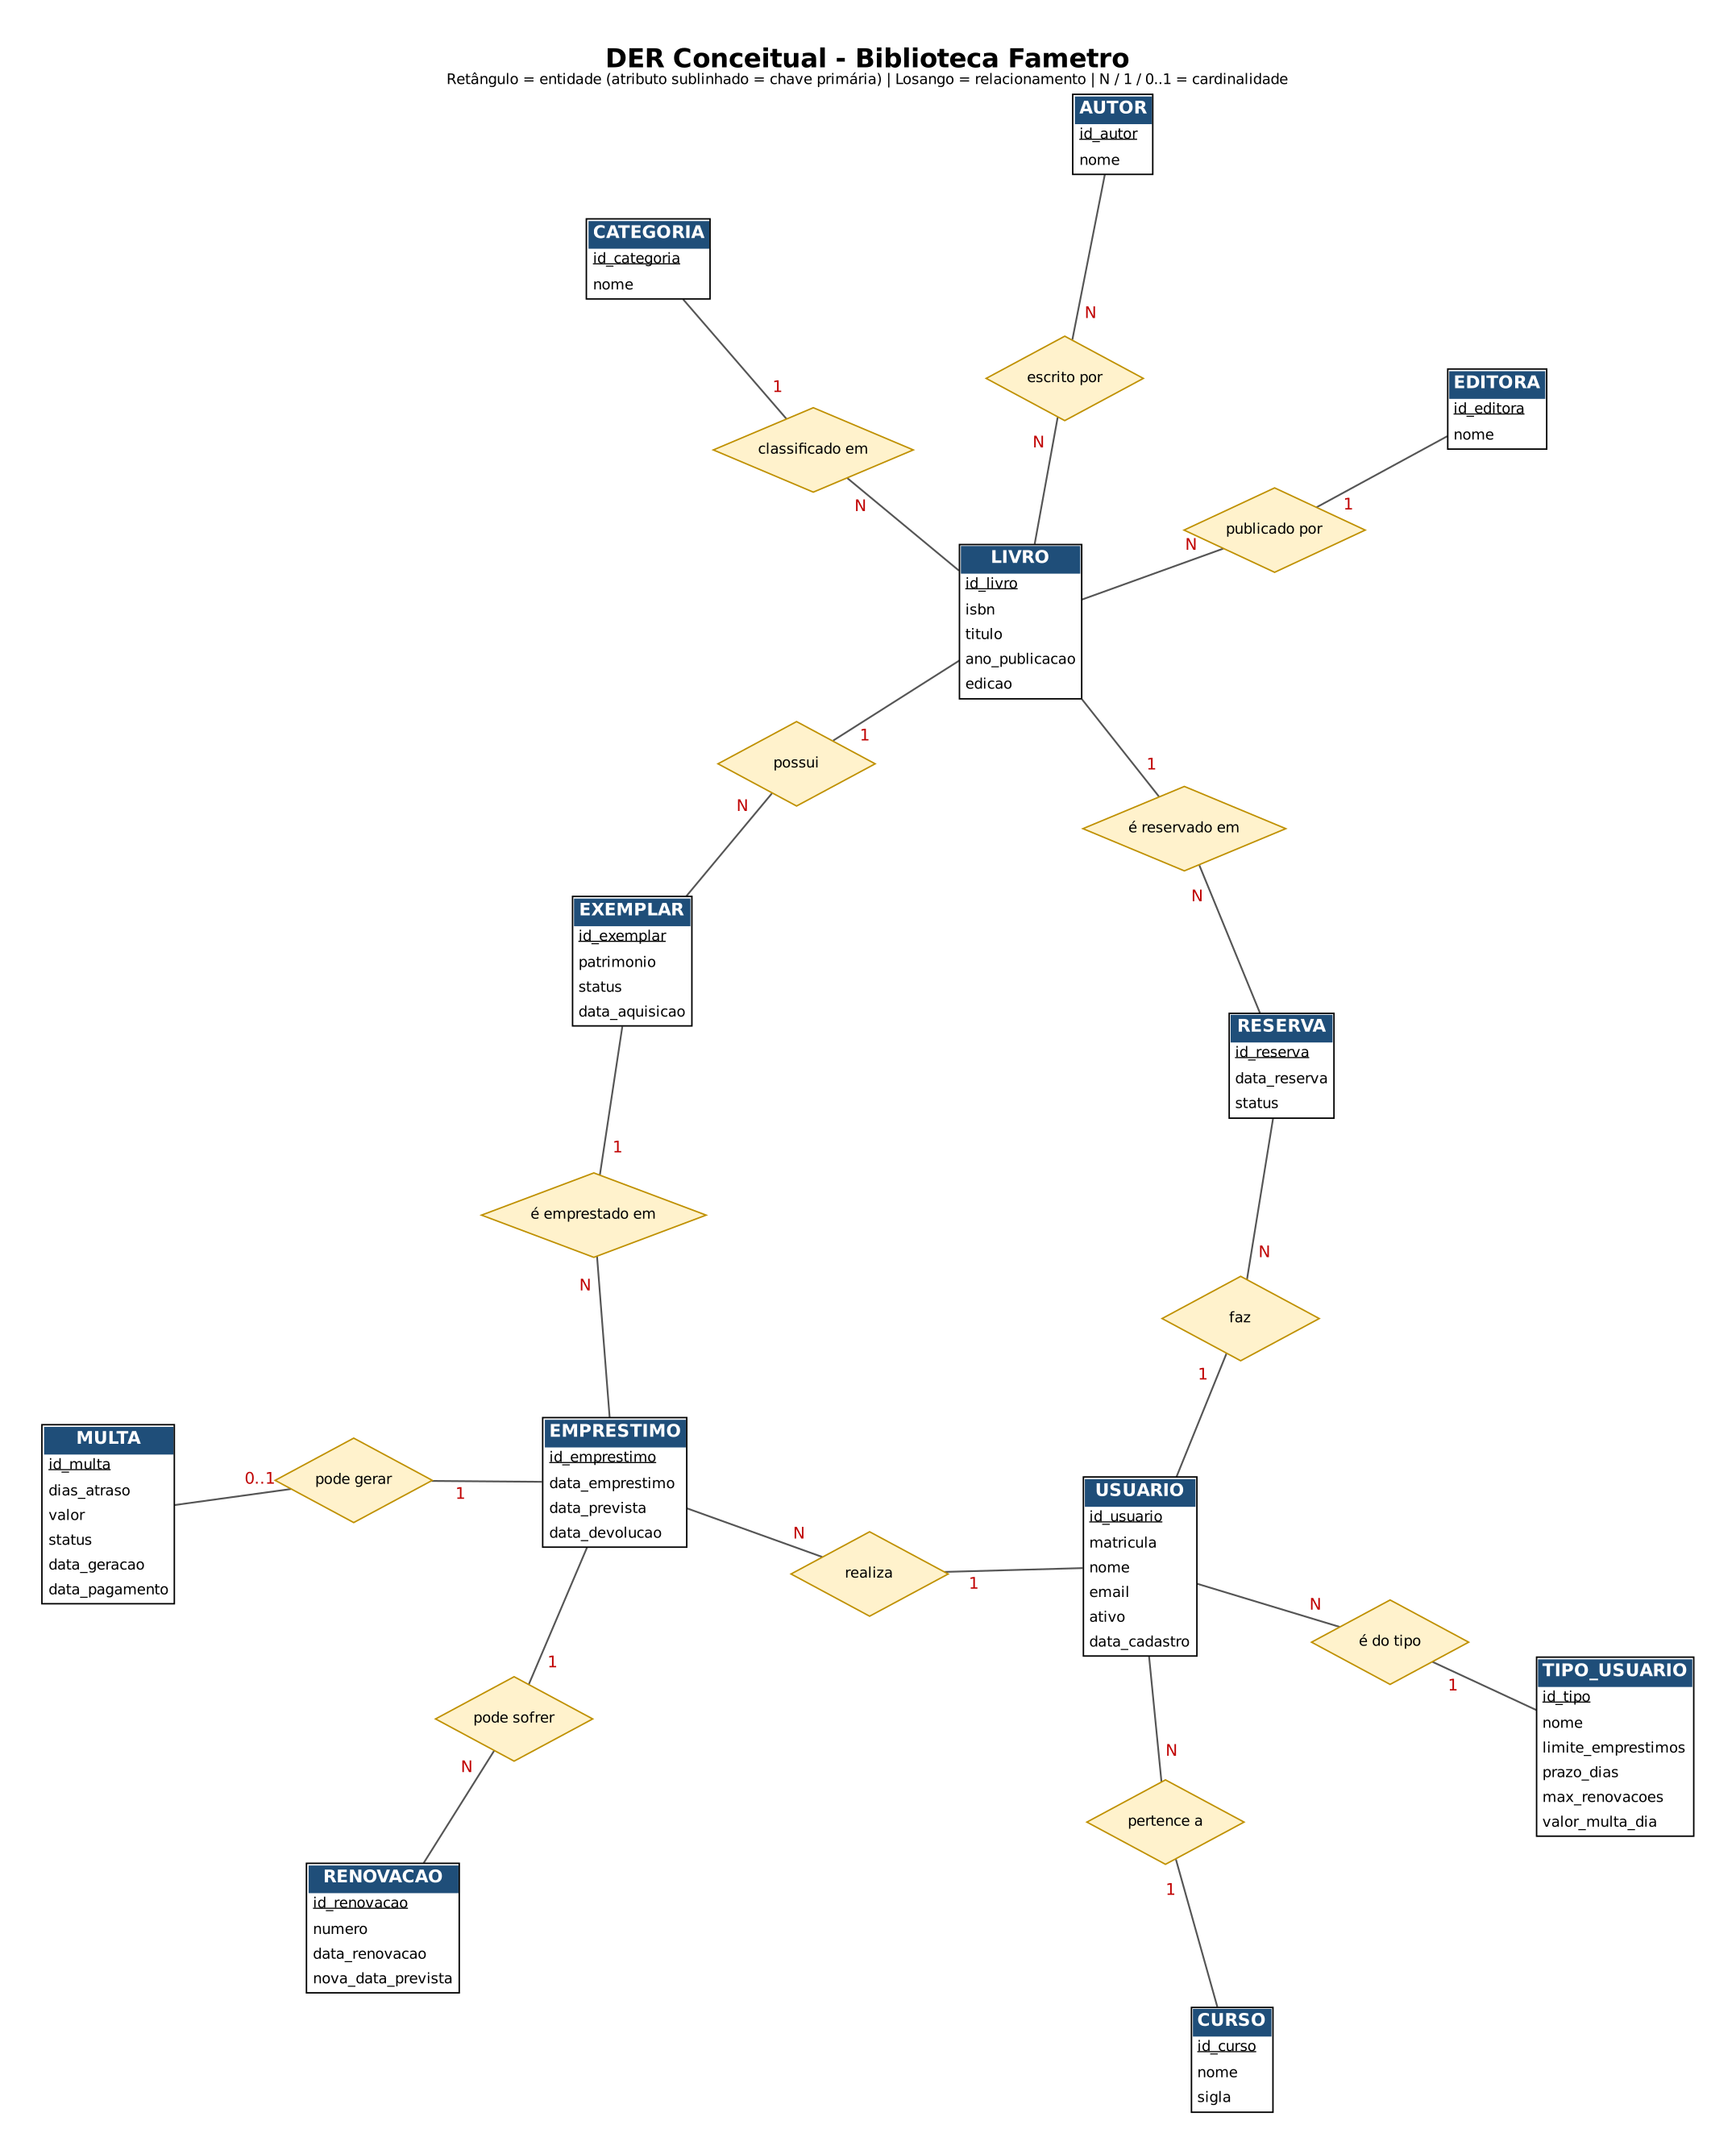 DER Conceitual - Biblioteca Fametro
Retângulo = entidade (atributo sublinhado = chave primária) | Losango = relacionamento | N / 1 / 0..1 = cardinalidade
AUTOR
id_autor
nome
CATEGORIA
id_categoria
nome
N
escrito por
N
EDITORA
id_editora
nome
1
classificado em
N
1
publicado por
N
LIVRO
id_livro
isbn
titulo
ano_publicacao
edicao
1
possui
N
1
é reservado em
N
EXEMPLAR
id_exemplar
patrimonio
status
data_aquisicao
RESERVA
id_reserva
data_reserva
status
1
é emprestado em
N
N
faz
1
MULTA
id_multa
dias_atraso
valor
status
data_geracao
data_pagamento
0..1
pode gerar
1
EMPRESTIMO
id_emprestimo
data_emprestimo
data_prevista
data_devolucao
N
realiza
1
USUARIO
id_usuario
matricula
nome
email
ativo
data_cadastro
N
é do tipo
1
TIPO_USUARIO
id_tipo
nome
limite_emprestimos
prazo_dias
max_renovacoes
valor_multa_dia
1
pode sofrer
N
N
pertence a
1
RENOVACAO
id_renovacao
numero
data_renovacao
nova_data_prevista
CURSO
id_curso
nome
sigla